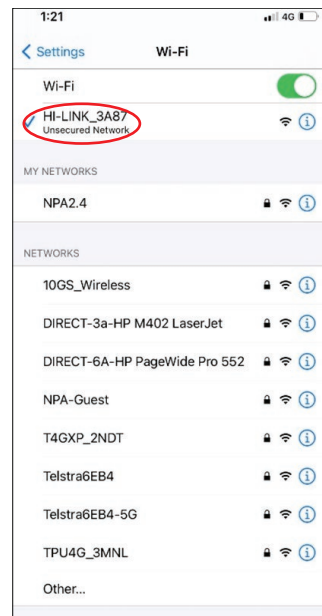 1:21 4G
Settings Wi-Fi
Wi-Fi
HI-LINK_3A87
Unsecured Network
MY NETWORKS
NPA2.4
NETWORKS
10GS_Wireless
DIRECT-3a-HP M402 LaserJet
DIRECT-6A-HP PageWide Pro 552
NPA-Guest
T4GXP_2NDT
Telstra6EB4
Telstra6EB4-5G
TPU4G_3MNL
Other...